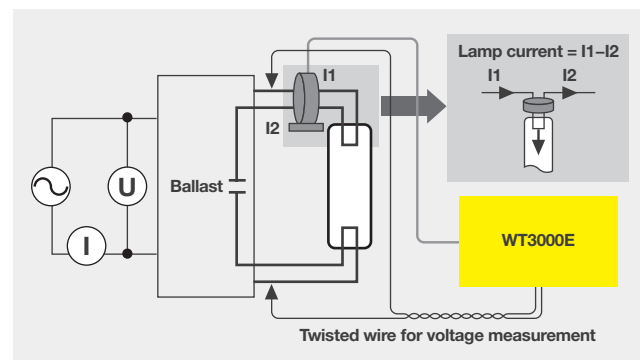 Lamp current = I1–I2
I1
I2
I1
I2
Ballast
U
I
WT3000E
Twisted wire for voltage measurement